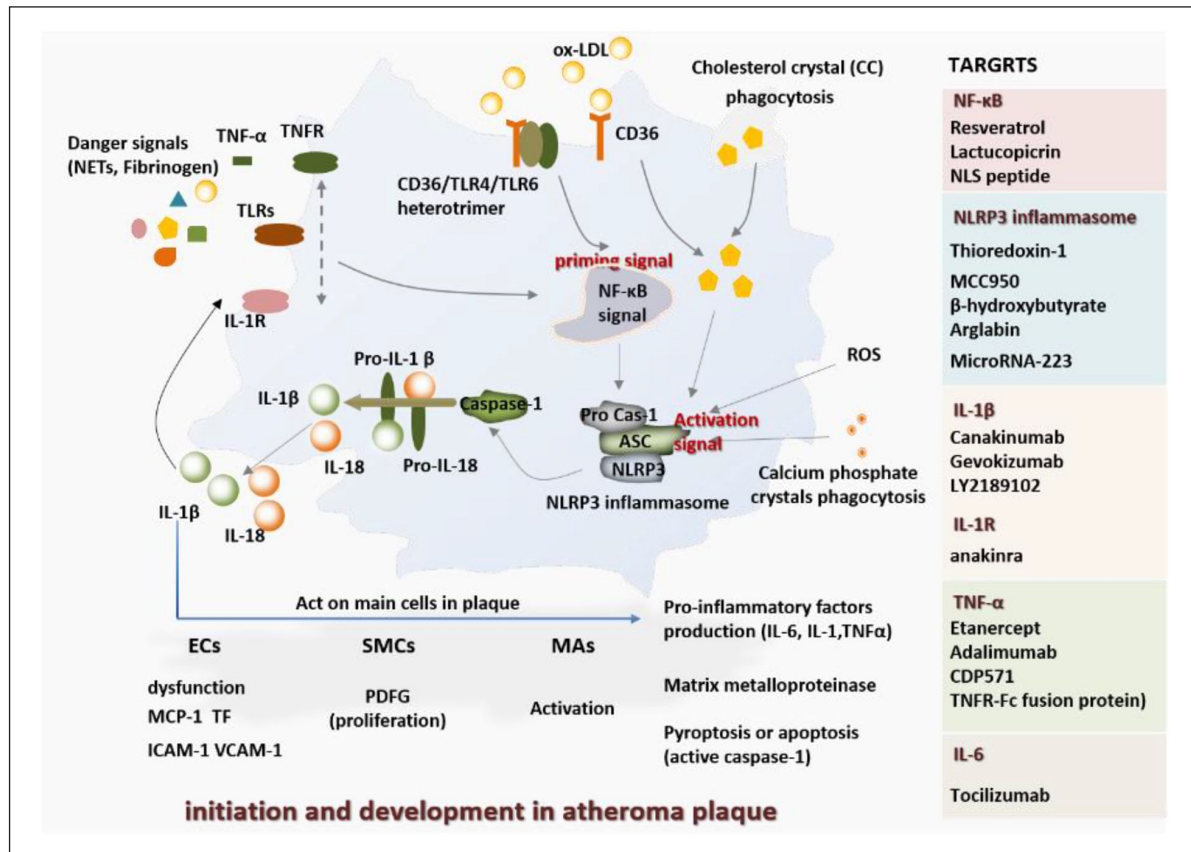 ox-LDL
Cholesterol crystal (CC)
phagocytosis
TNF-α
TNFR
Danger signals
(NETs, Fibrinogen)
CD36
CD36/TLR4/TLR6
heterotrimer
TLRs
priming signal
NF-κB
signal
IL-1R
ROS
Pro-IL-1 β
IL-1β
Caspase-1
Pro Cas-1
Activation
signal
ASC
NLRP3
IL-18
Pro-IL-18
NLRP3 inflammasome
Calcium phosphate
crystals phagocytosis
IL-1β
IL-18
Act on main cells in plaque
Pro-inflammatory factors
production (IL-6, IL-1,TNFα)
ECs
SMCs
MAs
dysfunction
MCP-1 TF
ICAM-1 VCAM-1
PDFG
(proliferation)
Activation
Matrix metalloproteinase
Pyroptosis or apoptosis
(active caspase-1)
initiation and development in atheroma plaque
TARGRTS
NF-κB
Resveratrol
Lactucopicrin
NLS peptide
NLRP3 inflammasome
Thioredoxin-1
MCC950
β-hydroxybutyrate
Arglabin
MicroRNA-223
IL-1β
Canakinumab
Gevokizumab
LY2189102
IL-1R
anakinra
TNF-α
Etanercept
Adalimumab
CDP571
TNFR-Fc fusion protein)
IL-6
Tocilizumab